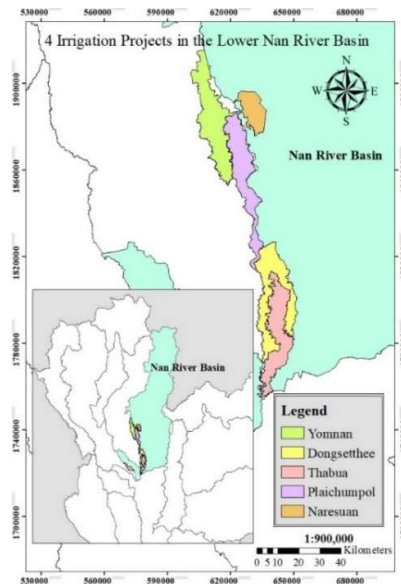 530000 560000 590000 620000 650000 680000
4 Irrigation Projects in the Lower Nan River Basin
N
W E
S
1900000
Nan River Basin
1860000
1820000
1780000
Nan River Basin
1740000
1700000
Legend
Yomnan
Dongsetthee
Thabua
Plaichumpol
Naresuan
1:900,000
0 5 10 20 30 40
Kilometers
530000 560000 590000 620000 650000 680000